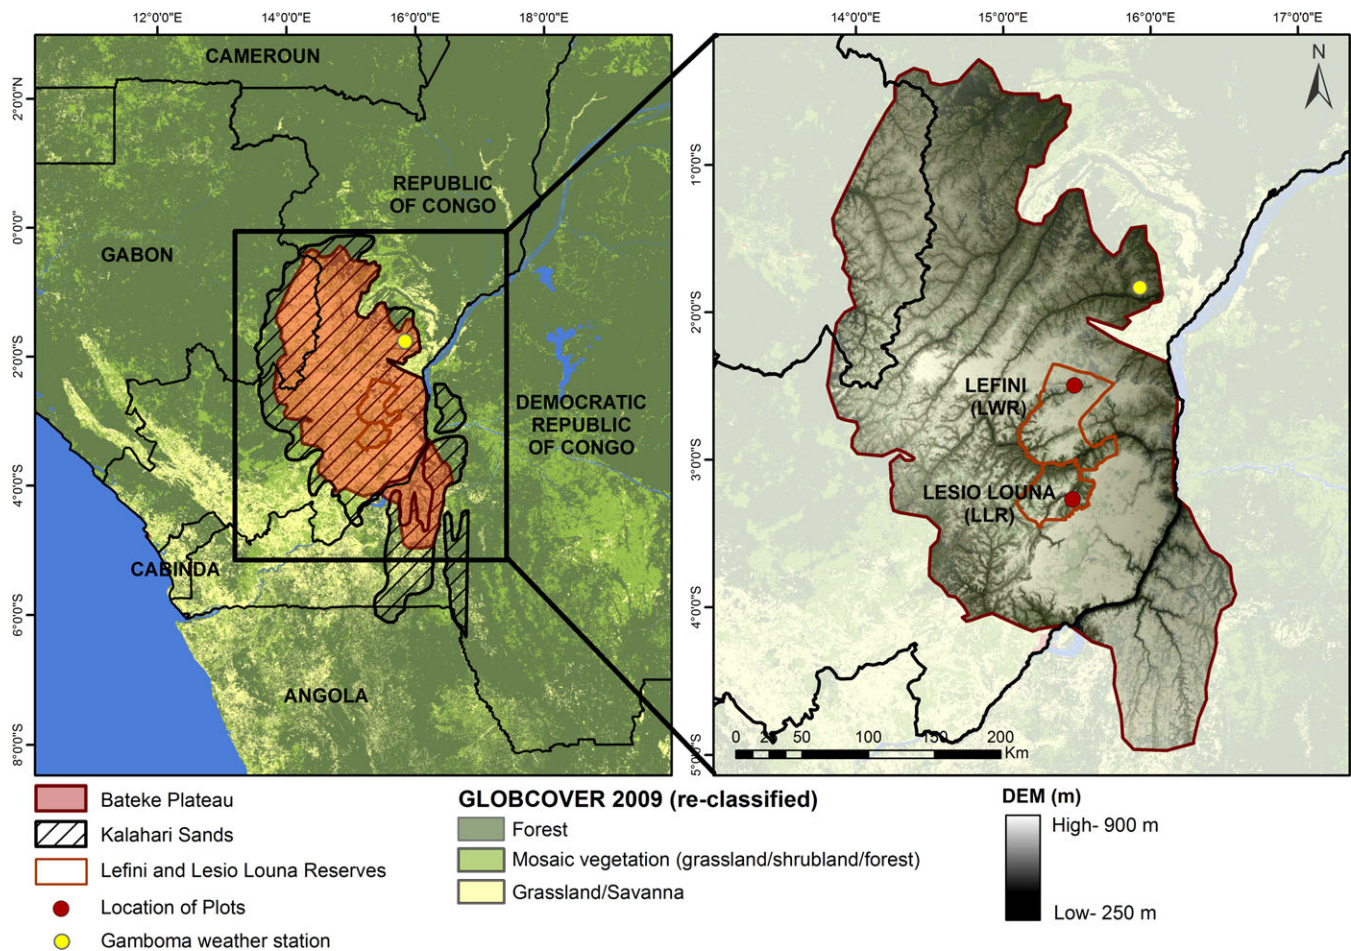 12°0'0"E 14°0'0"E 16°0'0"E 18°0'0"E
2°0'0"N
0°0'0"
2°0'0"S
4°0'0"S
6°0'0"S
8°0'0"S
CAMEROUN
REPUBLIC
OF CONGO
GABON
DEMOCRATIC
REPUBLIC
OF CONGO
CABINDA
ANGOLA
14°0'0"E 15°0'0"E 16°0'0"E 17°0'0"E
1°0'0"S
2°0'0"S
3°0'0"S
4°0'0"S
5°0'0"S
N
LEFINI
(LWR)
LESIO LOUNA
(LLR)
0 25 50 100 150 200
Km
Bateke Plateau
Kalahari Sands
Lefini and Lesio Louna Reserves
Location of Plots
Gamboma weather station
GLOBCOVER 2009 (re-classified)
Forest
Mosaic vegetation (grassland/shrubland/forest)
Grassland/Savanna
DEM (m)
High- 900 m
Low- 250 m